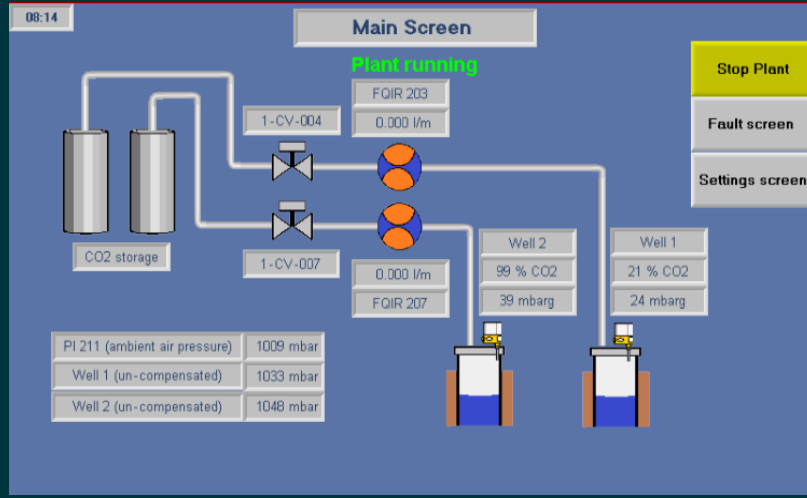 08:14
Main Screen
Plant running
Stop Plant
Fault screen
Settings screen
FQIR 203
0.000 l/m
1-CV-004
1-CV-007
0.000 l/m
FQIR 207
CO2 storage
Well 2
99 % CO2
39 mbarg
Well 1
21 % CO2
24 mbarg
PI 211 (ambient air pressure) 1009 mbar
Well 1 (un-compensated) 1033 mbar
Well 2 (un-compensated) 1048 mbar